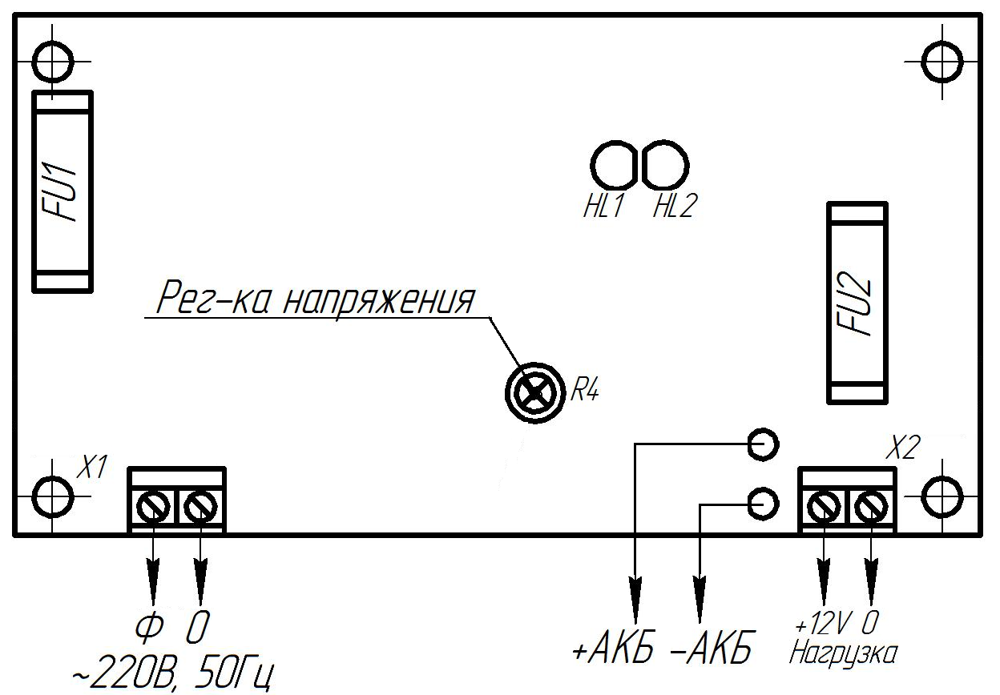 FU1
HL1 HL2
FU2
Рег-ка напряжения
R4
X1
X2
Ф 0
~220В, 50Гц
+АКБ -АКБ
+12V 0
Нагрузка